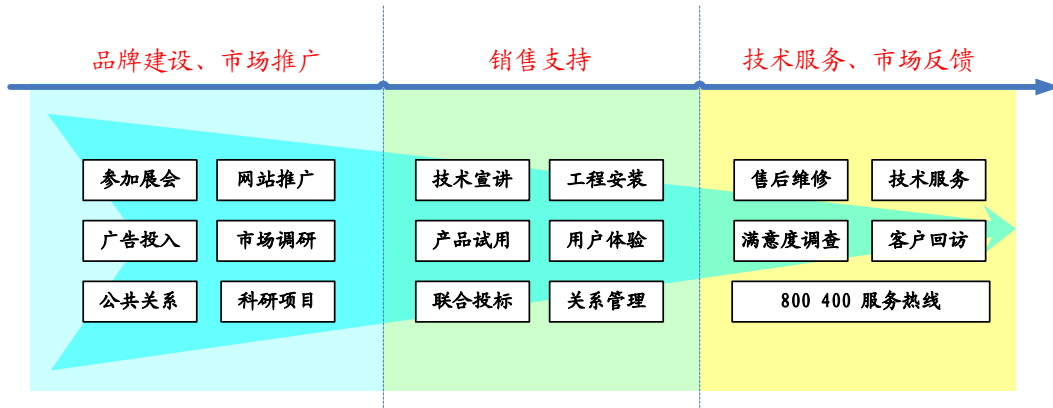 品牌建设、市场推广
销售支持
技术服务、市场反馈
参加展会
网站推广
技术宣讲
工程安装
售后维修
技术服务
广告投入
市场调研
产品试用
用户体验
满意度调查
客户回访
公共关系
科研项目
联合投标
关系管理
800 400 服务热线